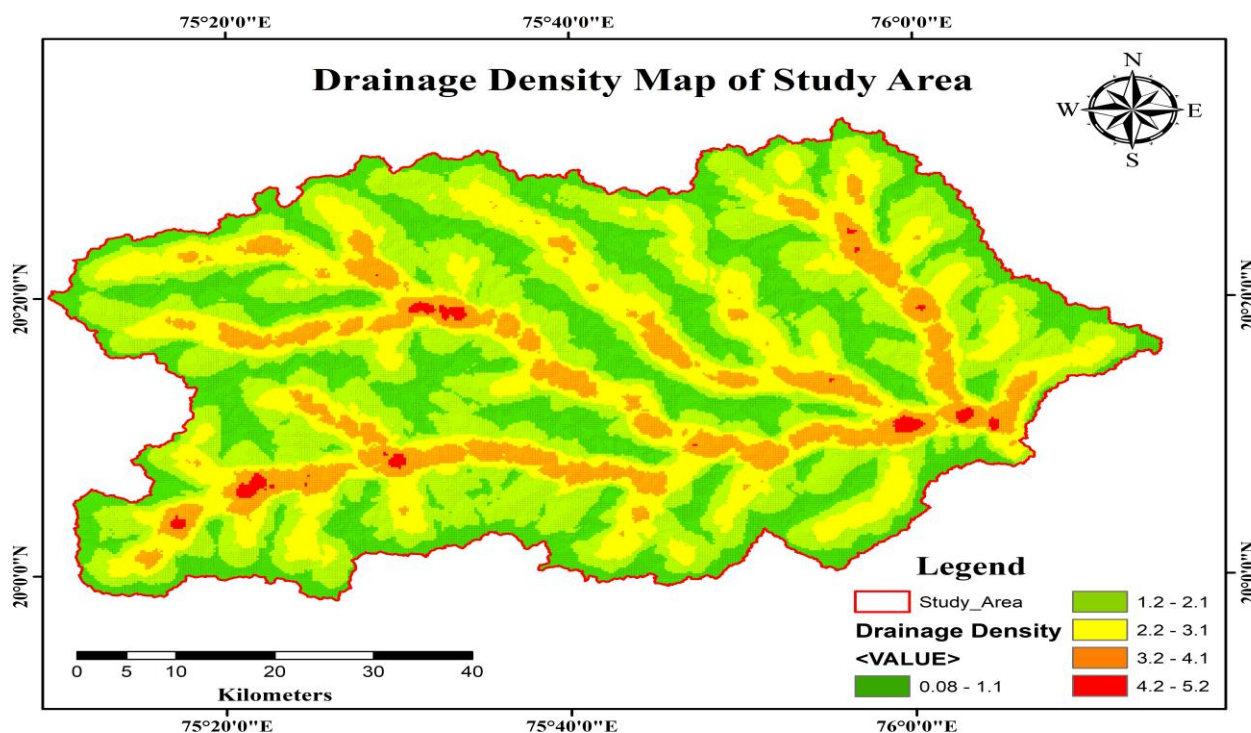 75°20'0"E 75°40'0"E 76°0'0"E
Drainage Density Map of Study Area
N
W E
S
20°20'0"N 20°20'0"N
20°0'0"N 20°0'0"N
Legend
Study_Area
Drainage Density
<VALUE>
0.08 - 1.1
1.2 - 2.1
2.2 - 3.1
3.2 - 4.1
4.2 - 5.2
0 5 10 20 30 40
Kilometers
75°20'0"E 75°40'0"E 76°0'0"E